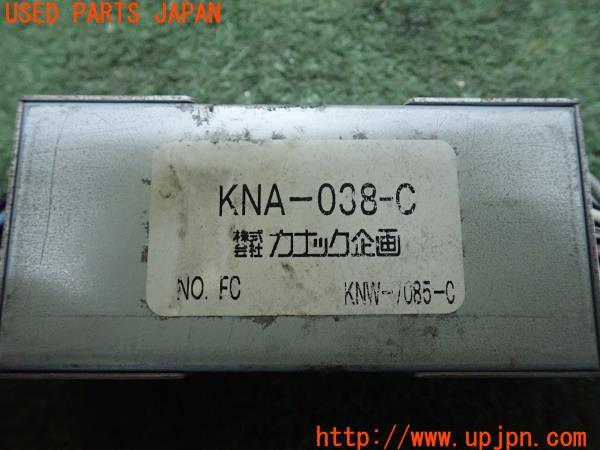 USED PARTS JAPAN
KNA-038-C
株式会社 カナック企画
NO. FC KNW-7085-C
http://www.upjpn.com/